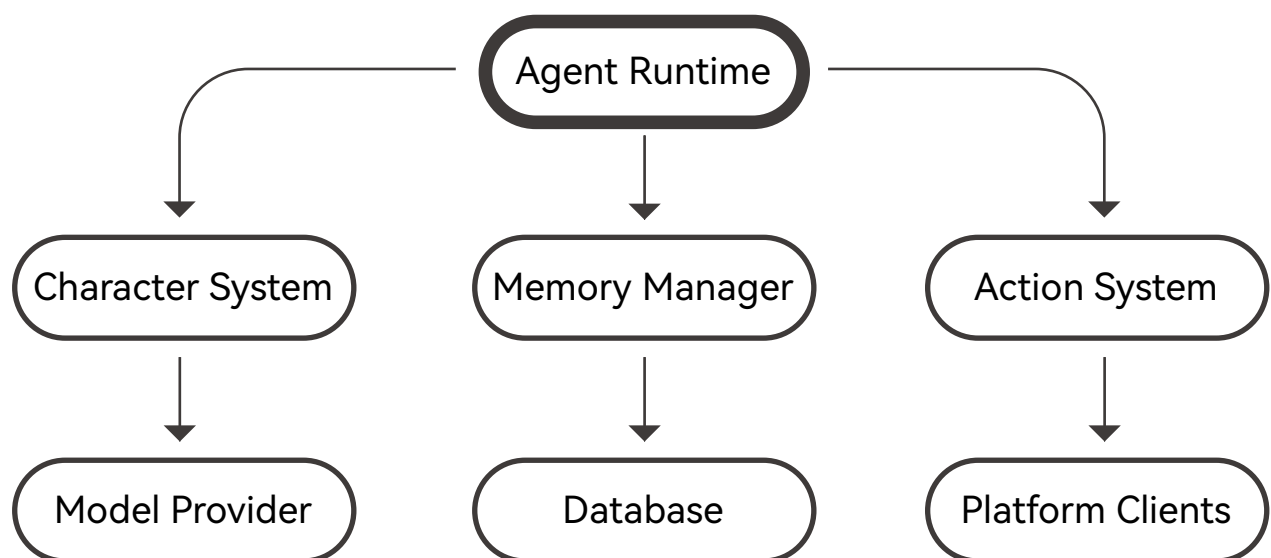 Agent Runtime
Character System
Memory Manager
Action System
Model Provider
Database
Platform Clients